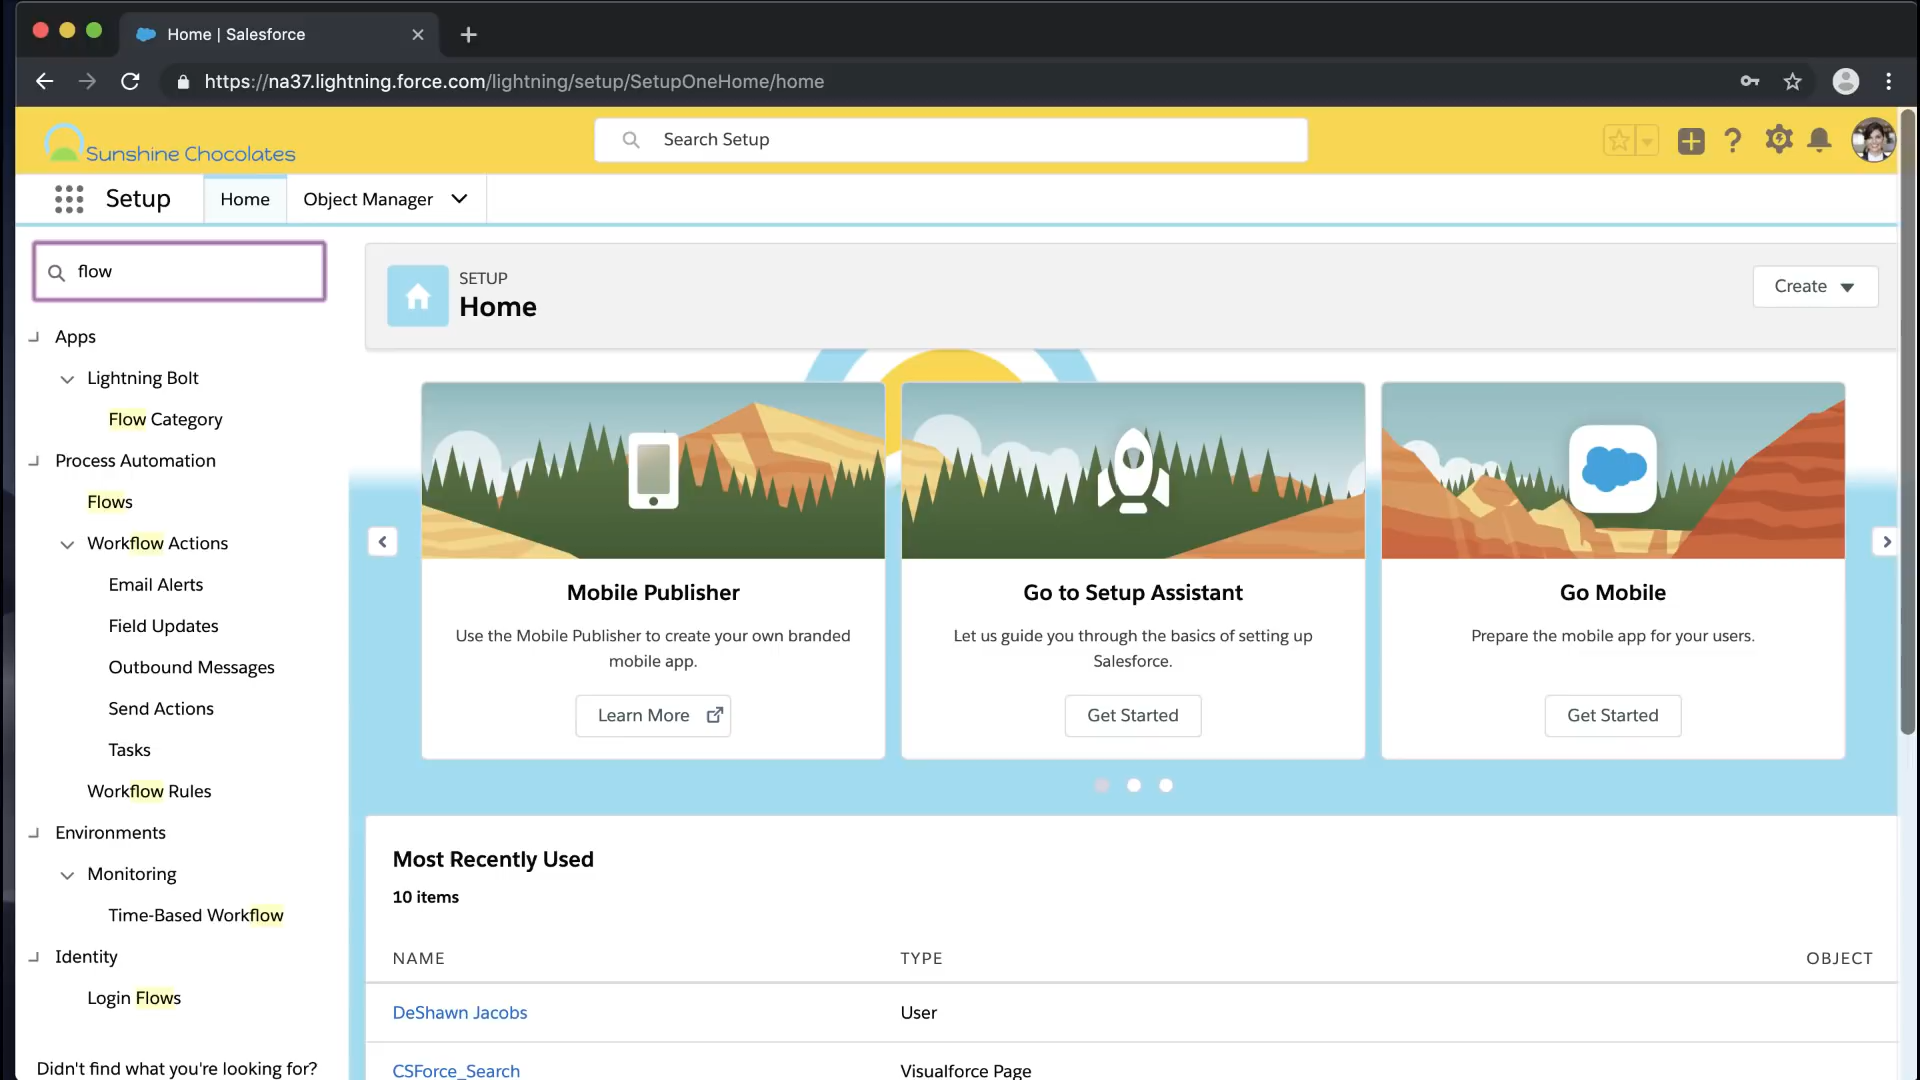 Home | Salesforce
https://na37.lightning.force.com/lightning/setup/SetupOneHome/home
Sunshine Chocolates
Search Setup
Setup
Home
Object Manager
flow
Apps
Lightning Bolt
Flow Category
Process Automation
Flows
Workflow Actions
Email Alerts
Field Updates
Outbound Messages
Send Actions
Tasks
Workflow Rules
Environments
Monitoring
Time-Based Workflow
Identity
Login Flows
Didn't find what you're looking for?
SETUP
Home
Create
Mobile Publisher
Use the Mobile Publisher to create your own branded
mobile app.
Learn More
Go to Setup Assistant
Let us guide you through the basics of setting up
Salesforce.
Get Started
Go Mobile
Prepare the mobile app for your users.
Get Started
Most Recently Used
10 items
NAME TYPE OBJECT
DeShawn Jacobs User
CSForce_Search Visualforce Page